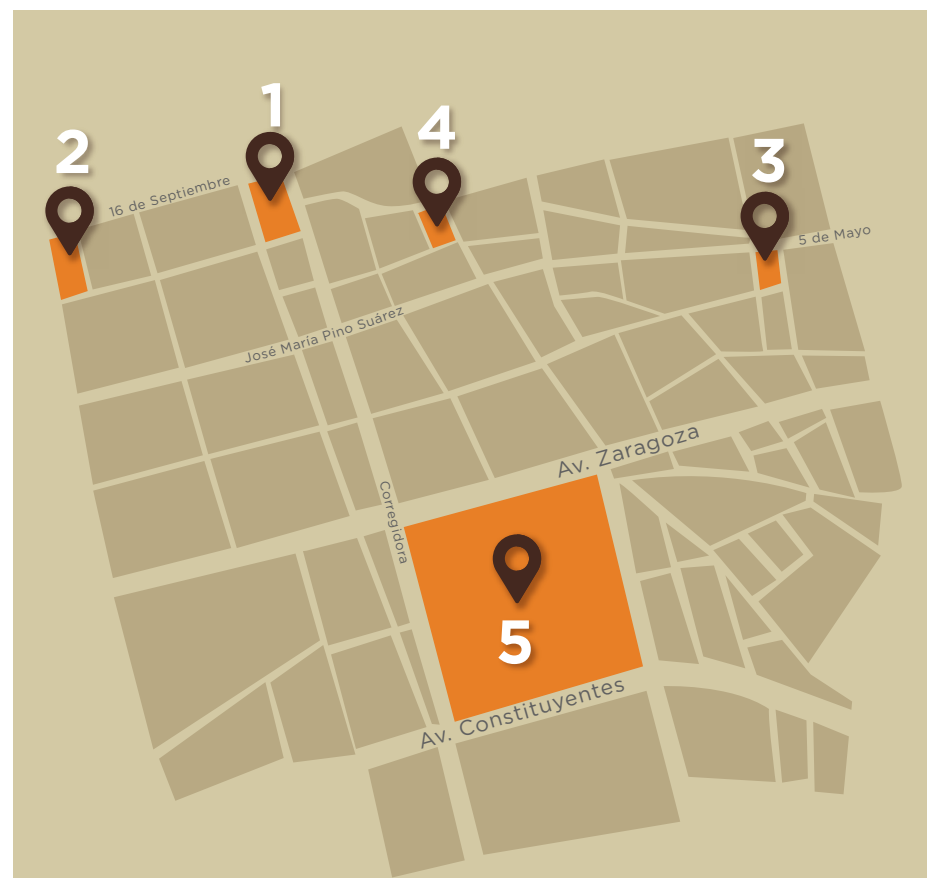 1
4
2
3
16 de Septiembre
5 de Mayo
José María Pino Suárez
Av. Zaragoza
Corregidora
5
Av. Constituyentes